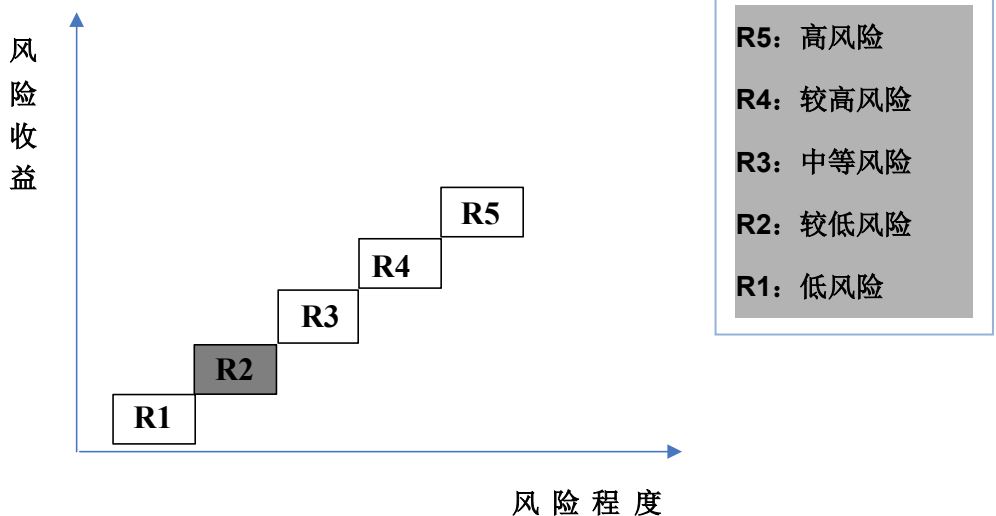 风
险
收
益
R5
R4
R3
R2
R1
风 险 程 度
R5：高风险
R4：较高风险
R3：中等风险
R2：较低风险
R1：低风险